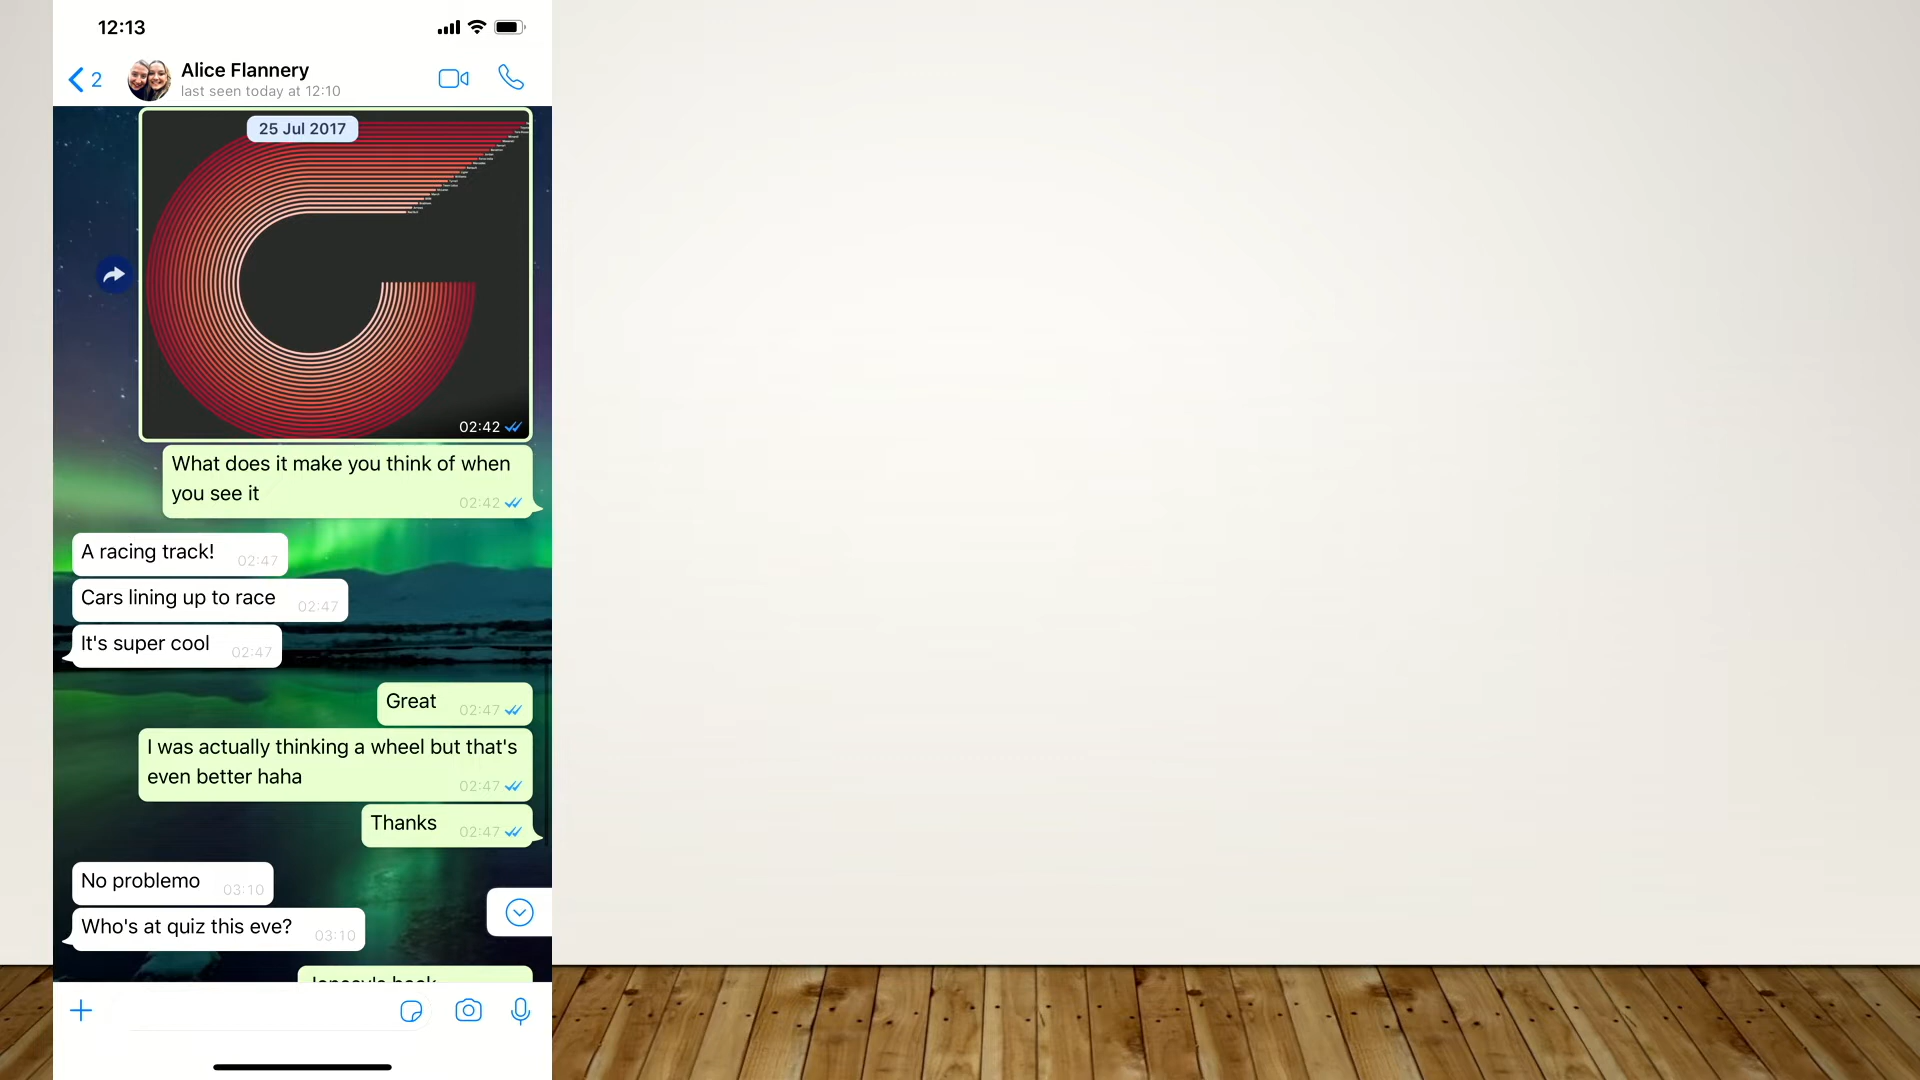 12:13
2
Alice Flannery
last seen today at 12:10
25 Jul 2017
02:42
What does it make you think of when
you see it
02:42
A racing track!
02:47
Cars lining up to race
02:47
It's super cool
02:47
Great
02:47
I was actually thinking a wheel but that's
even better haha
02:47
Thanks
02:47
No problemo
03:10
Who's at quiz this eve?
03:10